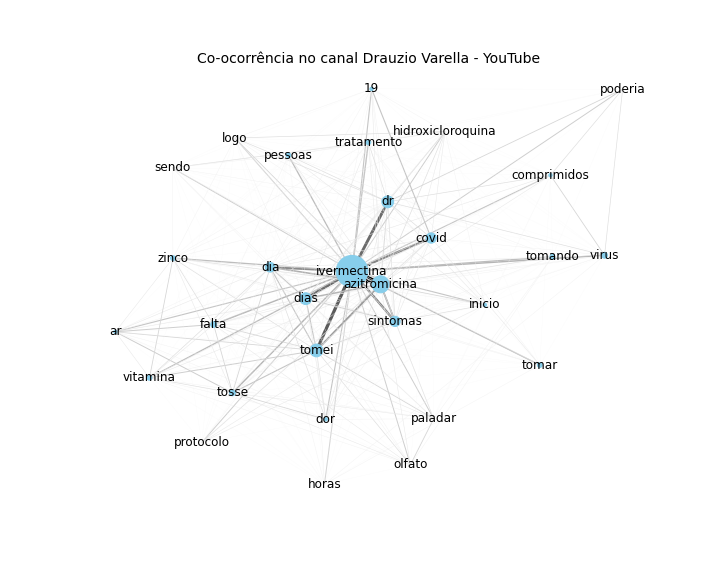 Co-ocorrência no canal Drauzio Varella - YouTube
19
poderia
hidroxicloroquina
logo
tratamento
pessoas
sendo
comprimidos
dr
covid
zinco
tomando
virus
dia
ivermectina
azitromicina
dias
inicio
sintomas
falta
ar
tomei
tomar
vitamina
tosse
dor
paladar
protocolo
olfato
horas